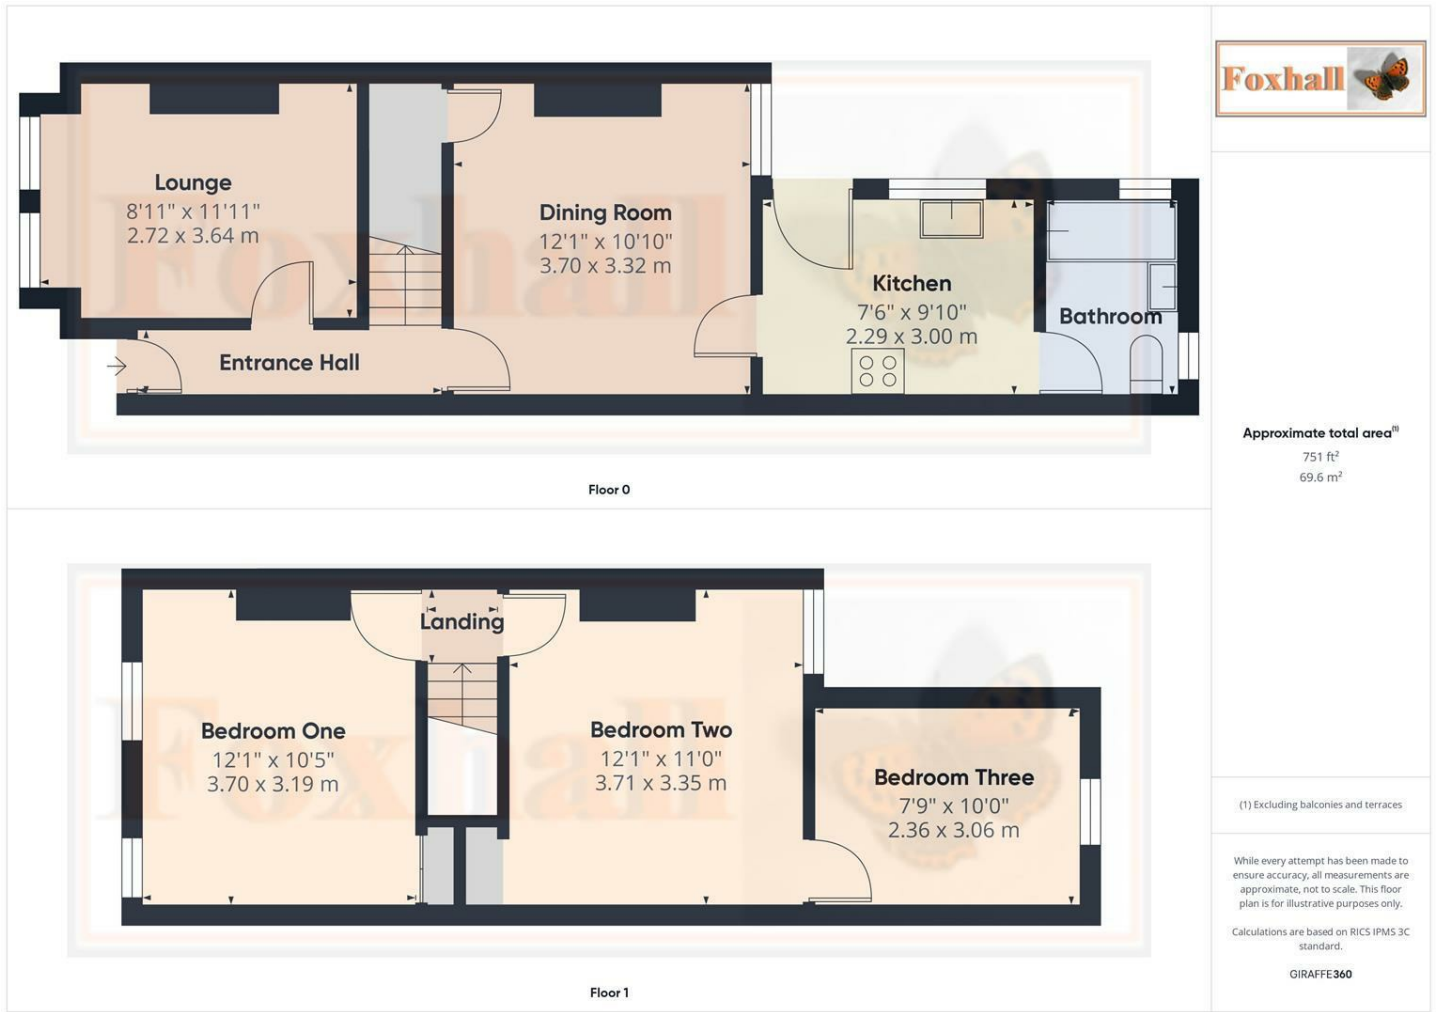 Foxhall
Lounge
8'11" x 11'11"
2.72 x 3.64 m
Dining Room
12'1" x 10'10"
3.70 x 3.32 m
Kitchen
7'6" x 9'10"
2.29 x 3.00 m
Bathroom
Entrance Hall
Foxhall
Floor 0
Approximate total area(1)
751 ft²
69.6 m²
Landing
Bedroom One
12'1" x 10'5"
3.70 x 3.19 m
Bedroom Two
12'1" x 11'0"
3.71 x 3.35 m
Bedroom Three
7'9" x 10'0"
2.36 x 3.06 m
Foxhall
Floor 1
(1) Excluding balconies and terraces
While every attempt has been made to
ensure accuracy, all measurements are
approximate, not to scale. This floor
plan is for illustrative purposes only.
Calculations are based on RICS IPMS 3C
standard.
GIRAFFE360